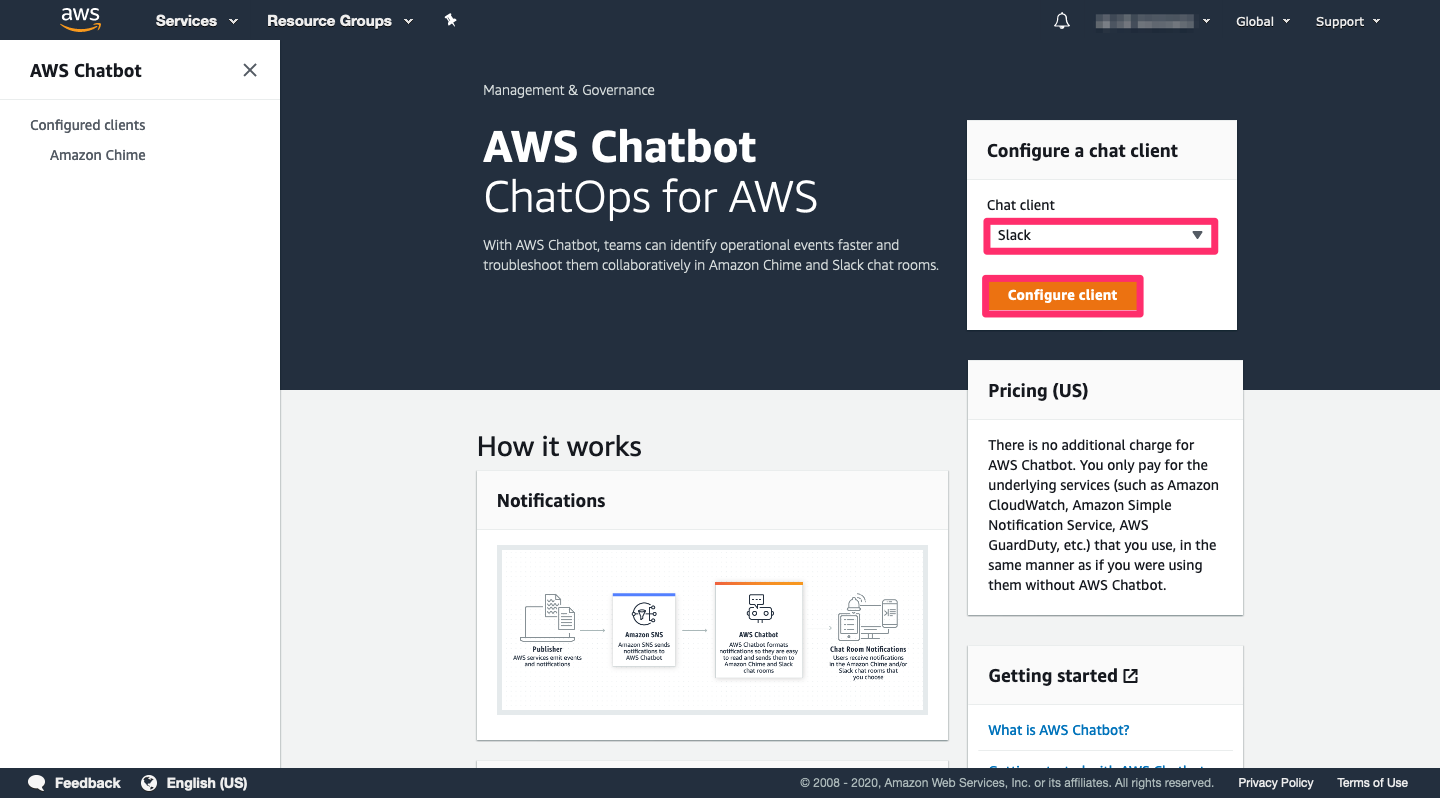 aws
Services
Resource Groups
Global
Support
AWS Chatbot
Configured clients
Amazon Chime
Management & Governance
AWS Chatbot
ChatOps for AWS
With AWS Chatbot, teams can identify operational events faster and
troubleshoot them collaboratively in Amazon Chime and Slack chat rooms.
Configure a chat client
Chat client
Slack
Configure client
Pricing (US)
There is no additional charge for
AWS Chatbot. You only pay for the
underlying services (such as Amazon
CloudWatch, Amazon Simple
Notification Service, AWS
GuardDuty, etc.) that you use, in the
same manner as if you were using
them without AWS Chatbot.
How it works
Notifications
Publisher
AWS services emit events
and notifications
Amazon SNS
Amazon SNS sends
notifications to
AWS Chatbot
AWS Chatbot
AWS Chatbot formats
notifications so they are easy
to read and sends them to
Amazon Chime and Slack
chat rooms
Chat Room Notifications
Users receive notifications
in the Amazon Chime and/or
Slack chat rooms that
you choose
Getting started
What is AWS Chatbot?
Getting started with AWS Chatbot
Feedback
English (US)
© 2008 - 2020, Amazon Web Services, Inc. or its affiliates. All rights reserved.
Privacy Policy
Terms of Use